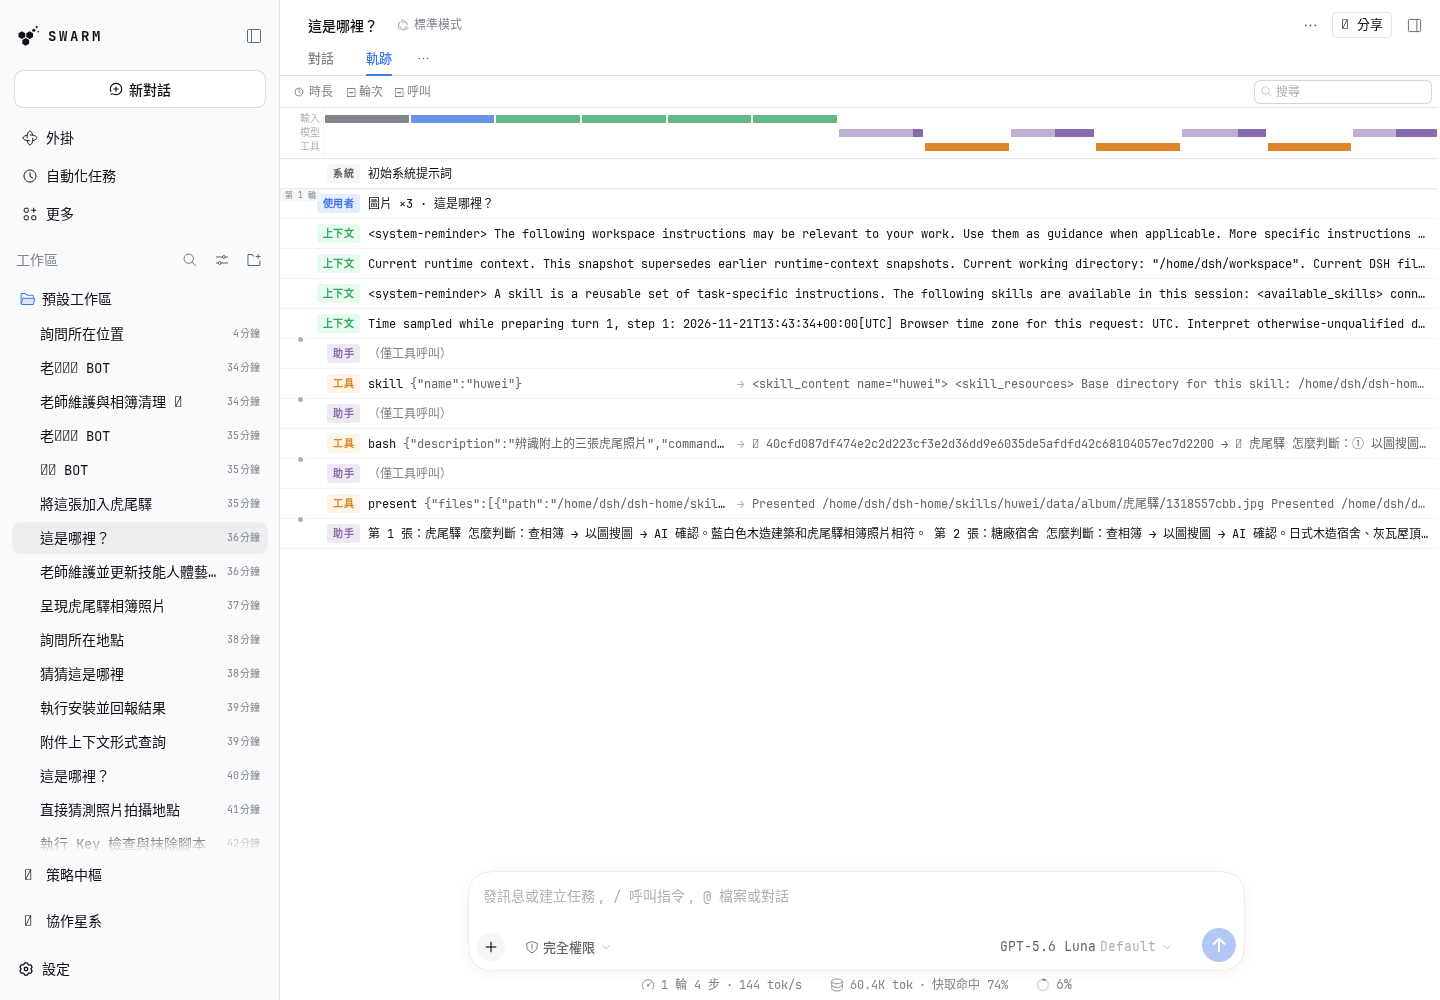 SWARM
新對話
外掛
自動化任務
更多
工作區
預設工作區
詢問所在位置 4分鐘
老 BOT 34分鐘
老師維護與相簿清理 34分鐘
老 BOT 35分鐘
BOT 35分鐘
將這張加入虎尾驛 35分鐘
這是哪裡？ 36分鐘
老師維護並更新技能人體藝… 36分鐘
呈現虎尾驛相簿照片 37分鐘
詢問所在地點 38分鐘
猜猜這是哪裡 38分鐘
執行安裝並回報結果 39分鐘
附件上下文形式查詢 39分鐘
這是哪裡？ 40分鐘
直接猜測照片拍攝地點 41分鐘
執行 Key 檢查與抹除腳本 42分鐘
策略中樞
協作星系
設定
這是哪裡？ 標準模式
··· 分享
對話 軌跡 ···
時長 輪次 呼叫
搜尋
輸入
模型
工具
系統 初始系統提示詞
第 1 輪
使用者 圖片 ×3 · 這是哪裡？
上下文 <system-reminder> The following workspace instructions may be relevant to your work. Use them as guidance when applicable. More specific instructions …
上下文 Current runtime context. This snapshot supersedes earlier runtime-context snapshots. Current working directory: "/home/dsh/workspace". Current DSH fil…
上下文 <system-reminder> A skill is a reusable set of task-specific instructions. The following skills are available in this session: <available_skills> conn…
上下文 Time sampled while preparing turn 1, step 1: 2026-11-21T13:43:34+00:00[UTC] Browser time zone for this request: UTC. Interpret otherwise-unqualified d…
助手 （僅工具呼叫）
工具 skill {"name":"huwei"} → <skill_content name="huwei"> <skill_resources> Base directory for this skill: /home/dsh/dsh-hom…
助手 （僅工具呼叫）
工具 bash {"description":"辨識附上的三張虎尾照片","command… → 40cfd087df474e2c2d223cf3e2d36dd9e6035de5afdfd42c68104057ec7d2200 → 虎尾驛 怎麼判斷：① 以圖搜圖…
助手 （僅工具呼叫）
工具 present {"files":[{"path":"/home/dsh/dsh-home/skil… → Presented /home/dsh/dsh-home/skills/huwei/data/album/虎尾驛/1318557cbb.jpg Presented /home/dsh/d…
助手 第 1 張：虎尾驛 怎麼判斷：查相簿 → 以圖搜圖 → AI 確認。藍白色木造建築和虎尾驛相簿照片相符。 第 2 張：糖廠宿舍 怎麼判斷：查相簿 → 以圖搜圖 → AI 確認。日式木造宿舍、灰瓦屋頂…
發訊息或建立任務，/ 呼叫指令，@ 檔案或對話
完全權限
GPT-5.6 Luna Default
1 輪 4 步 · 144 tok/s 60.4K tok · 快取命中 74% 6%